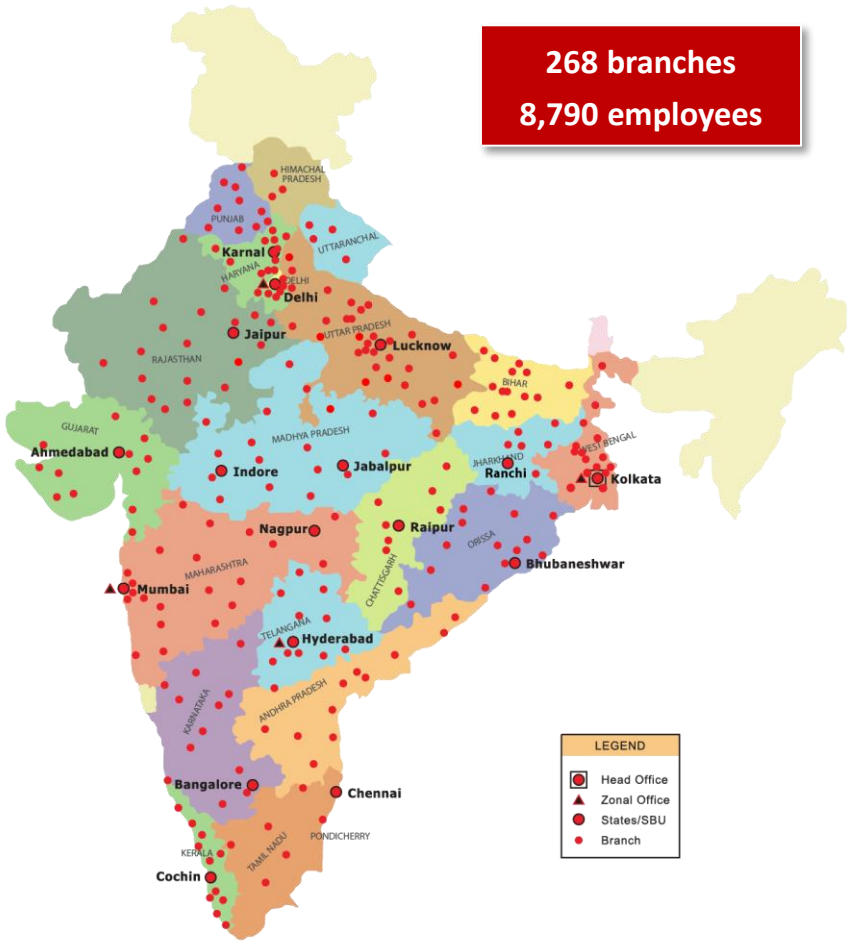 268 branches
8,790 employees
HIMACHAL
PRADESH
PUNJAB
UTTARANCHAL
Karnal
HARYANA
DELHI
Delhi
Jaipur
UTTAR PRADESH
Lucknow
RAJASTHAN
BIHAR
GUJARAT
MADHYA PRADESH
WEST BENGAL
Ahmedabad
Indore
Jabalpur
JHARKHAND
Ranchi
Kolkata
Nagpur
Raipur
ORISSA
MAHARASHTRA
CHATTISGARH
Bhubaneshwar
Mumbai
TELANGANA
Hyderabad
KARNATAKA
ANDHRA PRADESH
LEGEND
Head Office
Zonal Office
States/SBU
Branch
Bangalore
Chennai
PONDICHERRY
TAMIL NADU
KERALA
Cochin